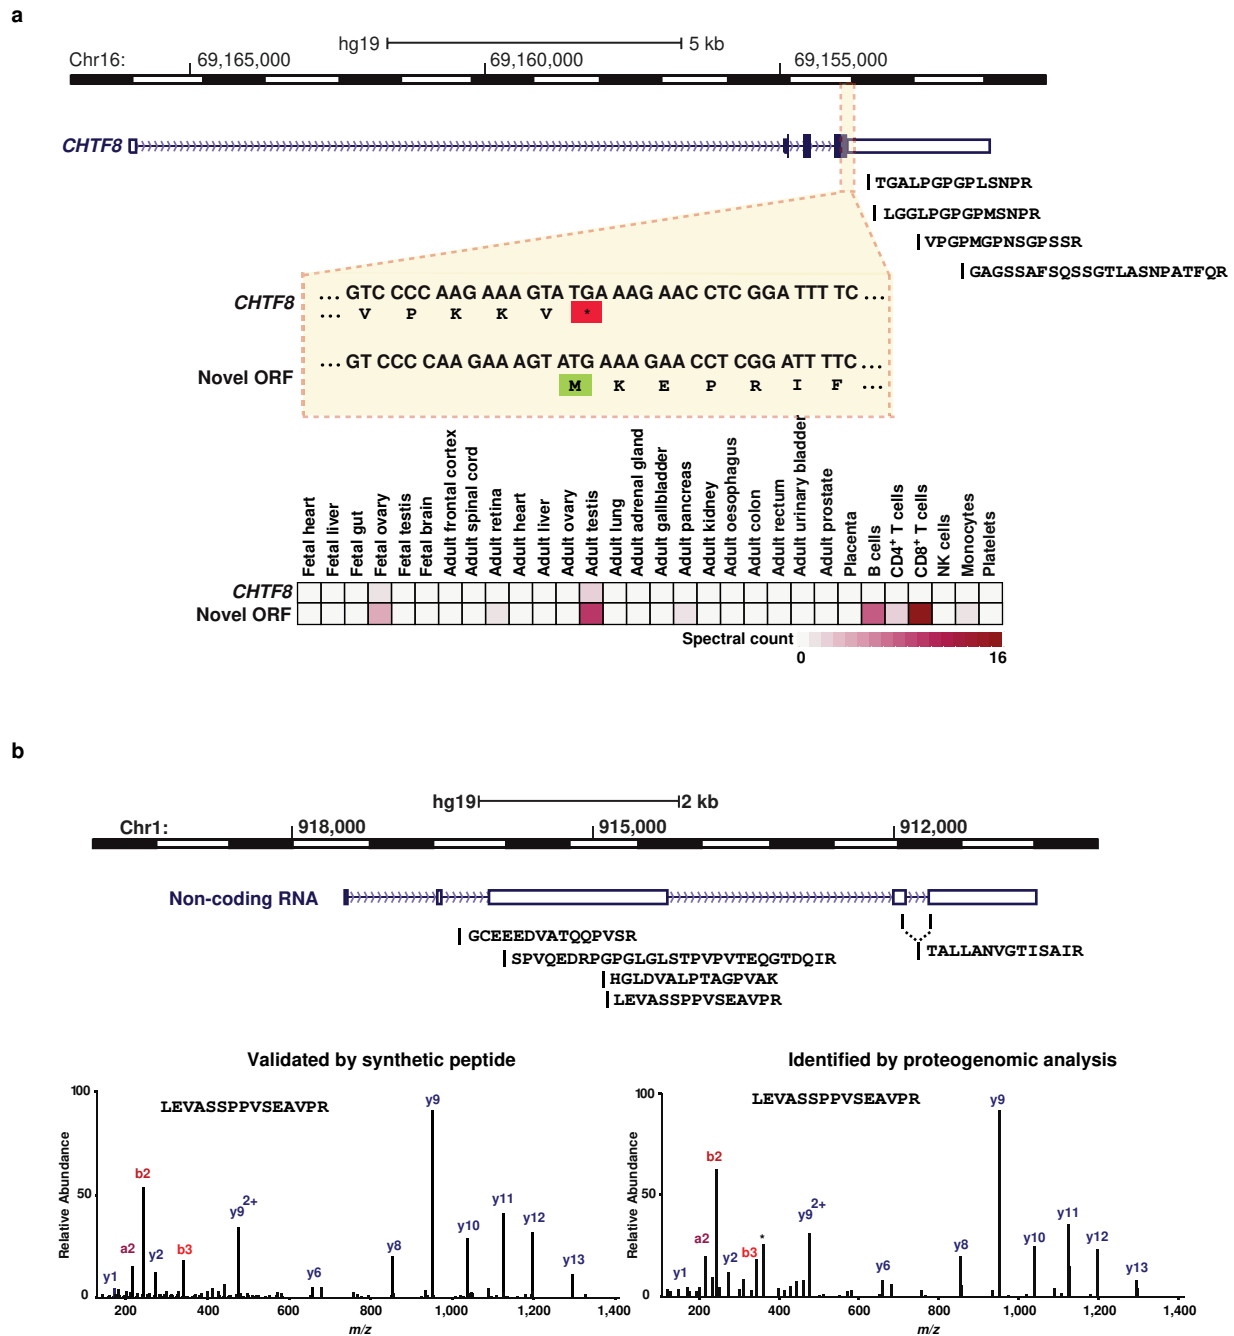 a
hg19 5 kb
Chr16: 69,165,000 69,160,000 69,155,000
CHTF8
TGALPGPGPLSNPR
LGGLPGPGPMSNPR
VPGPMGPNSGPSSR
GAGSSAFSQSSGTLASNPATFQR
CHTF8 ... GTC CCC AAG AAA GTA TGA AAG AAC CTC GGA TTT TC ...
... V P K K V *
Novel ORF ... GT CCC CAA GAA AGT ATG AAA GAA CCT CGG ATT TTC ...
M K E P R I F ...
Fetal heart
Fetal liver
Fetal gut
Fetal ovary
Fetal testis
Fetal brain
Adult frontal cortex
Adult spinal cord
Adult retina
Adult heart
Adult liver
Adult ovary
Adult testis
Adult lung
Adult adrenal gland
Adult gallbladder
Adult pancreas
Adult kidney
Adult oesophagus
Adult colon
Adult rectum
Adult urinary bladder
Adult prostate
Placenta
B cells
CD4+ T cells
CD8+ T cells
NK cells
Monocytes
Platelets
CHTF8
Novel ORF
Spectral count
0 16
b
hg19 2 kb
Chr1: 918,000 915,000 912,000
Non-coding RNA
GCEEEDVATQQPVSR
SPVQEDRPGPGLGLSTPVPVTEQGTDQIR
HGLDVALPTAGPVAK
LEVASSPPVSEAVPR
TALLANVGTISAIR
Validated by synthetic peptide
LEVASSPPVSEAVPR
Relative Abundance
100
50
0
y1
a2
b2
y2
b3
y9 2+
y6
y8
y9
y10
y11
y12
y13
200 400 600 800 1,000 1,200 1,400
m/z
Identified by proteogenomic analysis
LEVASSPPVSEAVPR
Relative Abundance
100
50
0
y1
a2
b2
y2
b3
*
y9 2+
y6
y8
y9
y10
y11
y12
y13
200 400 600 800 1,000 1,200 1,400
m/z